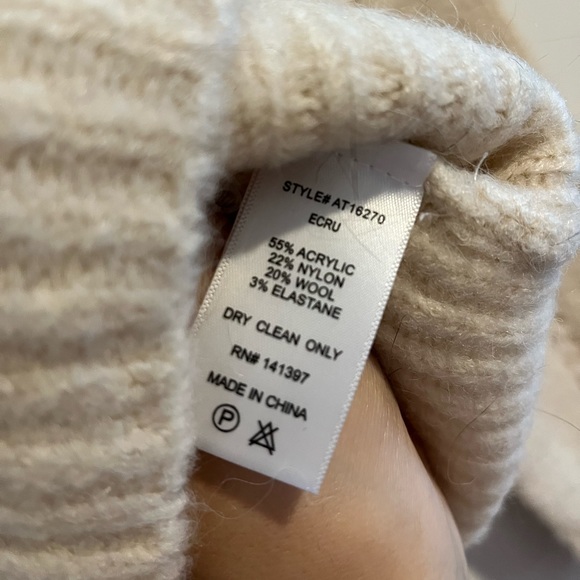 STYLE# AT16270
ECRU
55% ACRYLIC
22% NYLON
20% WOOL
3% ELASTANE
DRY CLEAN ONLY
RN# 141397
MADE IN CHINA
P